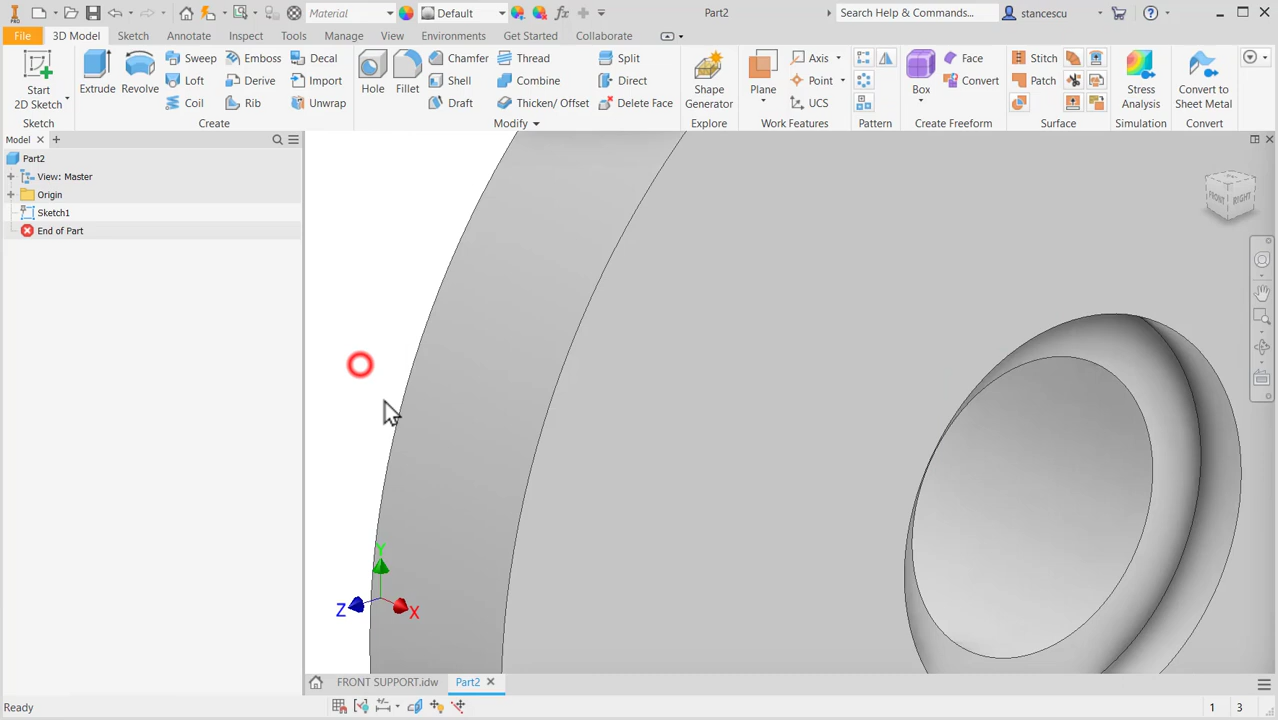 Material Default fx Part2 Search Help & Commands... stancescu ?
PRO
File 3D Model Sketch Annotate Inspect Tools Manage View Environments Get Started Collaborate
Start
2D Sketch
Extrude Revolve
Sweep Emboss Decal
Loft Derive Import
Coil Rib Unwrap
Hole Fillet
Chamfer Thread Split
Shell Combine Direct
Draft Thicken/ Offset Delete Face
Shape
Generator
Plane
Axis
Point
UCS
Box
Face
Convert
Stitch
Patch
Stress
Analysis
Convert to
Sheet Metal
Sketch Create Modify Explore Work Features Pattern Create Freeform Surface Simulation Convert
Model
Part2
View: Master
Origin
Sketch1
End of Part
FRONT RIGHT
Y
Z X
FRONT SUPPORT.idw Part2
Ready 1 3